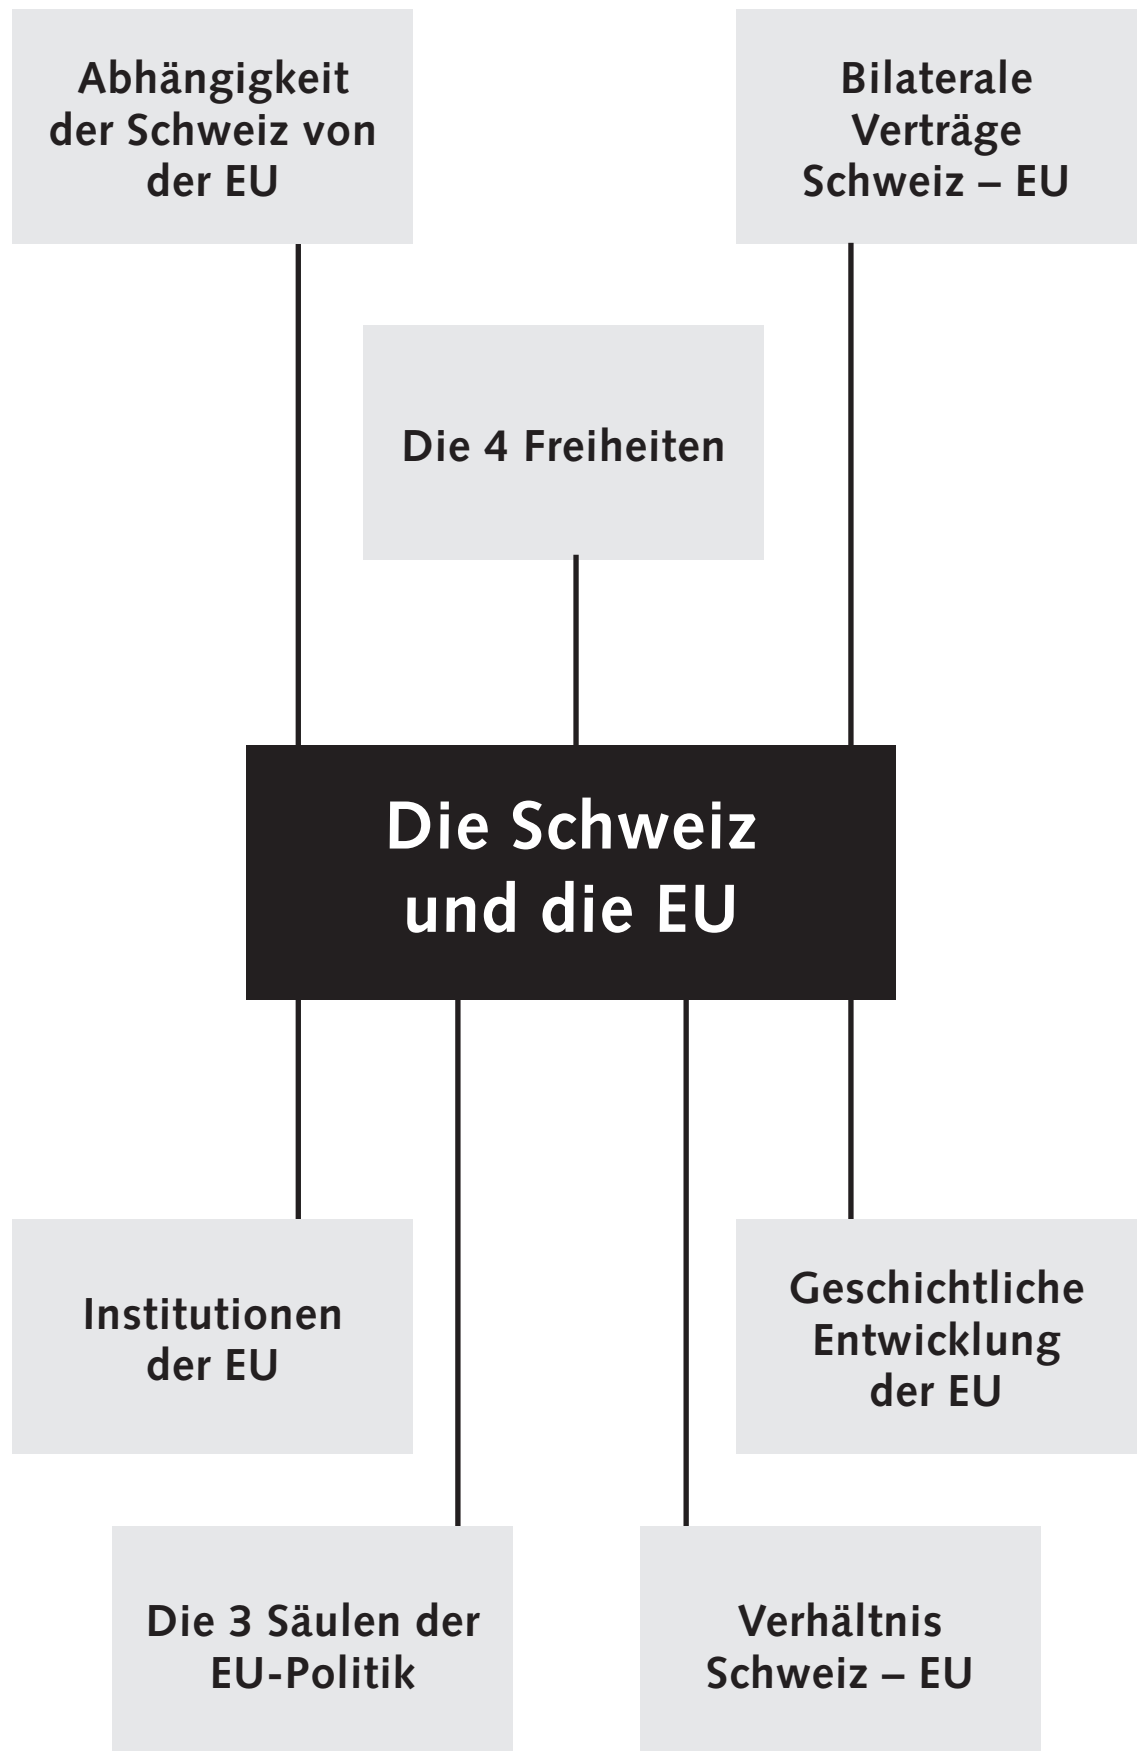 Abhängigkeit
der Schweiz von
der EU
Bilaterale
Verträge
Schweiz – EU
Die 4 Freiheiten
Die Schweiz
und die EU
Institutionen
der EU
Geschichtliche
Entwicklung
der EU
Die 3 Säulen der
EU-Politik
Verhältnis
Schweiz – EU